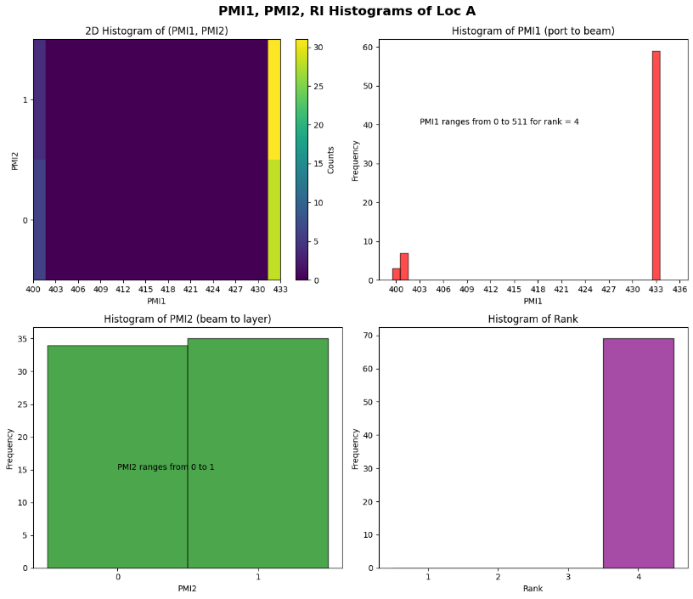 PMI1, PMI2, RI Histograms of Loc A
2D Histogram of (PMI1, PMI2)
1
0
PMI2
400 403 406 409 412 415 418 421 424 427 430 433
PMI1
30
25
20
15
10
5
0
Counts
Histogram of PMI1 (port to beam)
60
50
40
30
20
10
0
Frequency
PMI1 ranges from 0 to 511 for rank = 4
400 403 406 409 412 415 418 421 424 427 430 433 436
PMI1
Histogram of PMI2 (beam to layer)
35
30
25
20
15
10
5
0
Frequency
PMI2 ranges from 0 to 1
0 1
PMI2
Histogram of Rank
70
60
50
40
30
20
10
0
Frequency
1 2 3 4
Rank